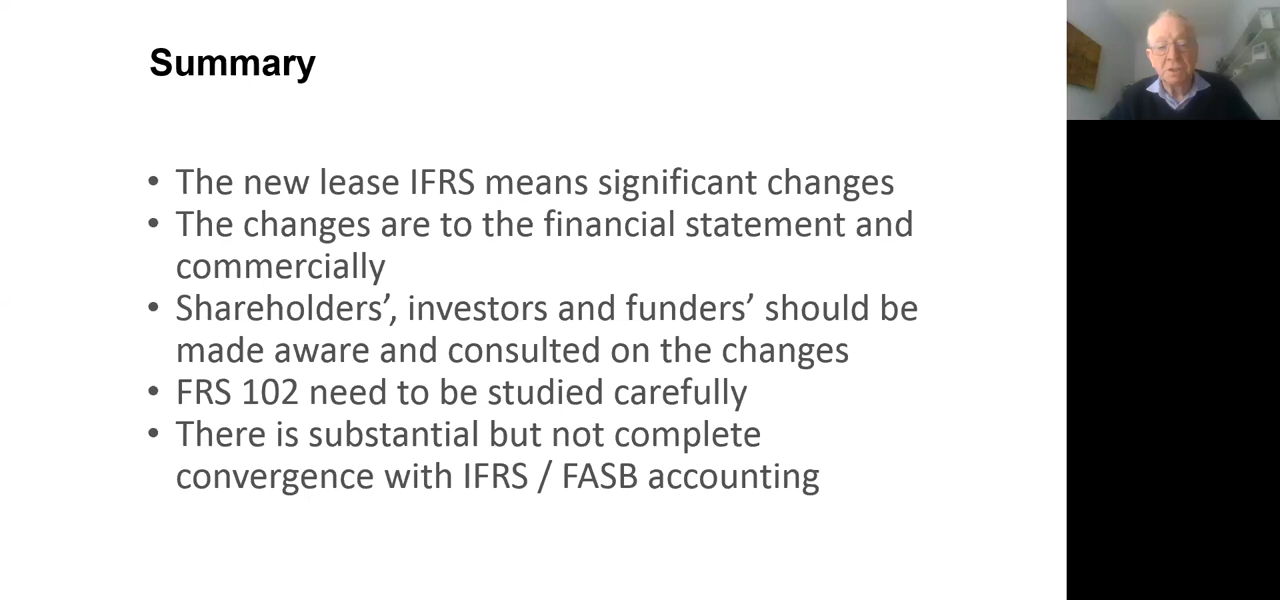 Summary
• The new lease IFRS means significant changes
• The changes are to the financial statement and
commercially
• Shareholders’, investors and funders’ should be
made aware and consulted on the changes
• FRS 102 need to be studied carefully
• There is substantial but not complete
convergence with IFRS / FASB accounting